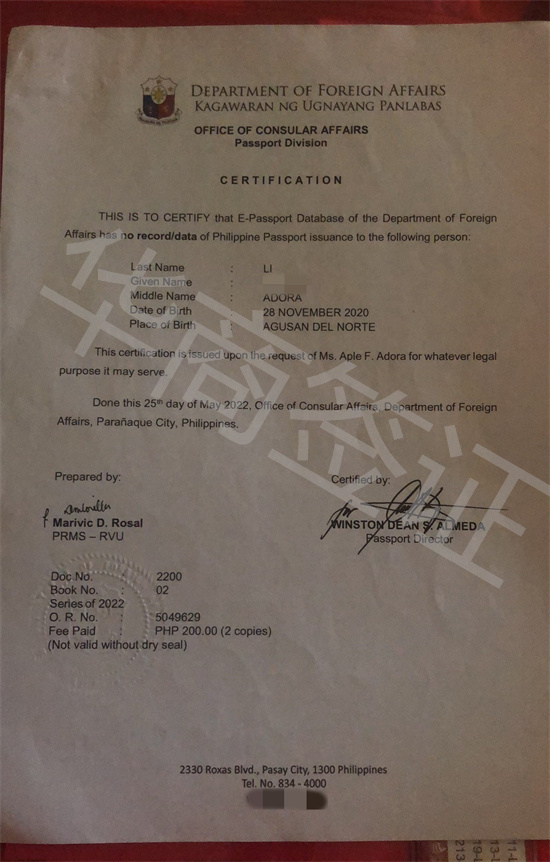 DEPARTMENT OF FOREIGN AFFAIRS
KAGAWARAN NG UGNAYANG PANLABAS
OFFICE OF CONSULAR AFFAIRS
Passport Division
CERTIFICATION
THIS IS TO CERTIFY that E-Passport Database of the Department of Foreign
Affairs has no record/data of Philippine Passport issuance to the following person:
Last Name : LI
Given Name :
Middle Name : ADORA
Date of Birth : 28 NOVEMBER 2020
Place of Birth : AGUSAN DEL NORTE
This certification is issued upon the request of Ms. Aple F. Adora for whatever legal
purpose it may serve.
Done this 25th day of May 2022, Office of Consular Affairs, Department of Foreign
Affairs, Parañaque City, Philippines.
Prepared by: Certified by:
Marivic D. Rosal
PRMS – RVU
for WINSTON DEAN S. ALMEDA
Passport Director
Doc No. : 2200
Book No. : 02
Series of 2022
O. R. No. : 5049629
Fee Paid : PHP 200.00 (2 copies)
(Not valid without dry seal)
2330 Roxas Blvd., Pasay City, 1300 Philippines
Tel. No. 834 - 4000
华商签证